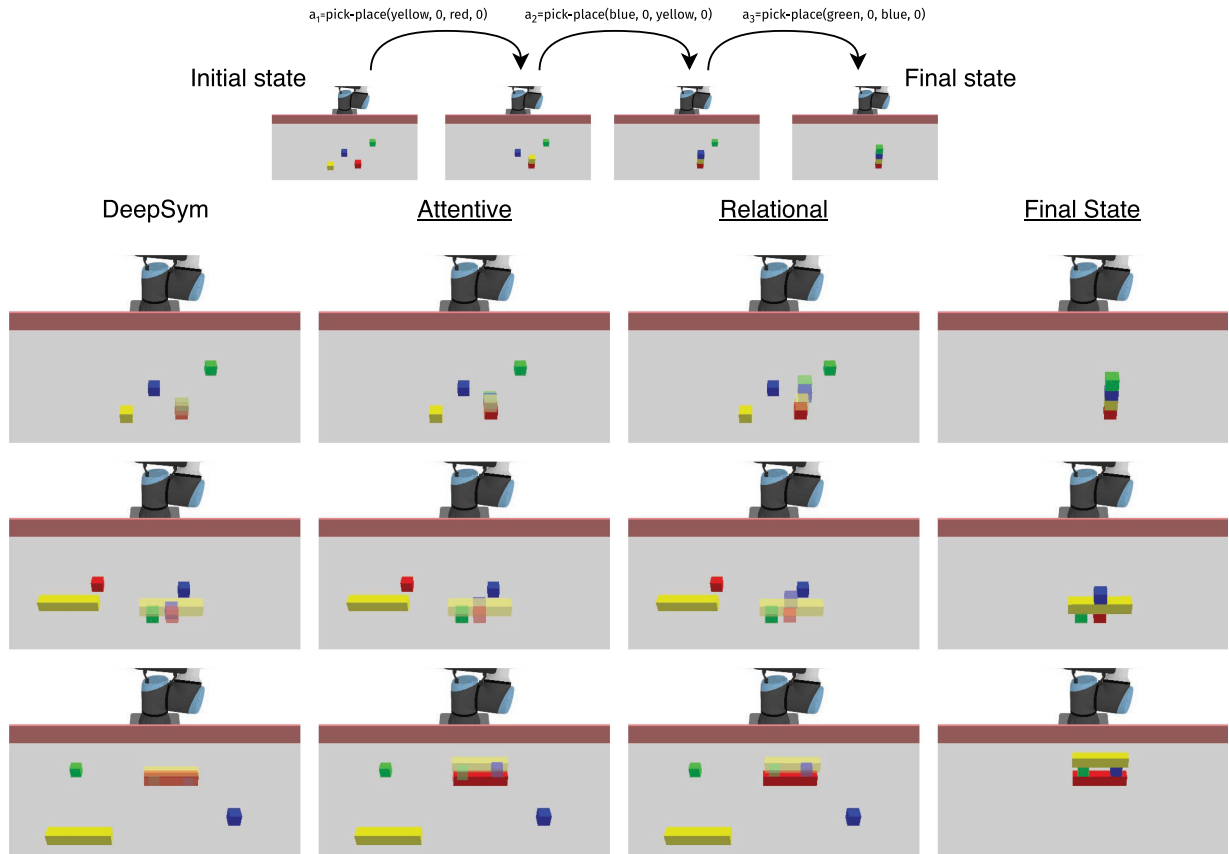 a₁=pick-place(yellow, 0, red, 0) a₂=pick-place(blue, 0, yellow, 0) a₃=pick-place(green, 0, blue, 0)
Initial state Final state
DeepSym Attentive Relational Final State